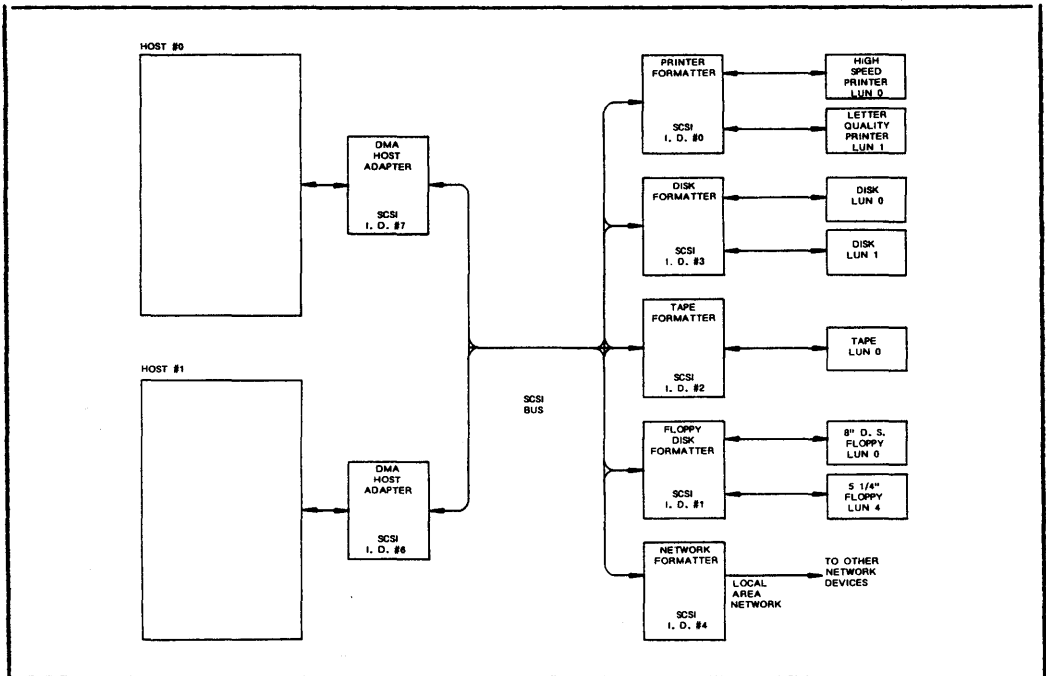 HOST #0
DMA
HOST
ADAPTER
SCSI
I. D. #7
HOST #1
DMA
HOST
ADAPTER
SCSI
I. D. #6
SCSI
BUS
PRINTER
FORMATTER
SCSI
I. D. #0
HIGH
SPEED
PRINTER
LUN 0
LETTER
QUALITY
PRINTER
LUN 1
DISK
FORMATTER
SCSI
I. D. #3
DISK
LUN 0
DISK
LUN 1
TAPE
FORMATTER
SCSI
I. D. #2
TAPE
LUN 0
FLOPPY
DISK
FORMATTER
SCSI
I. D. #1
8" D. S.
FLOPPY
LUN 0
5 1/4"
FLOPPY
LUN 4
NETWORK
FORMATTER
SCSI
I. D. #4
LOCAL
AREA
NETWORK
TO OTHER
NETWORK
DEVICES